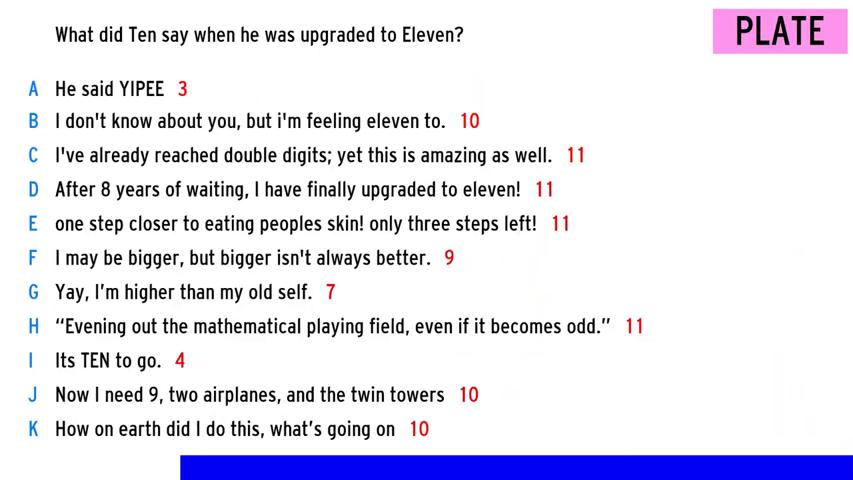 What did Ten say when he was upgraded to Eleven?
PLATE
A He said YIPEE 3
B I don't know about you, but i'm feeling eleven to. 10
C I've already reached double digits; yet this is amazing as well. 11
D After 8 years of waiting, I have finally upgraded to eleven! 11
E one step closer to eating peoples skin! only three steps left! 11
F I may be bigger, but bigger isn't always better. 9
G Yay, I’m higher than my old self. 7
H “Evening out the mathematical playing field, even if it becomes odd.” 11
I Its TEN to go. 4
J Now I need 9, two airplanes, and the twin towers 10
K How on earth did I do this, what’s going on 10